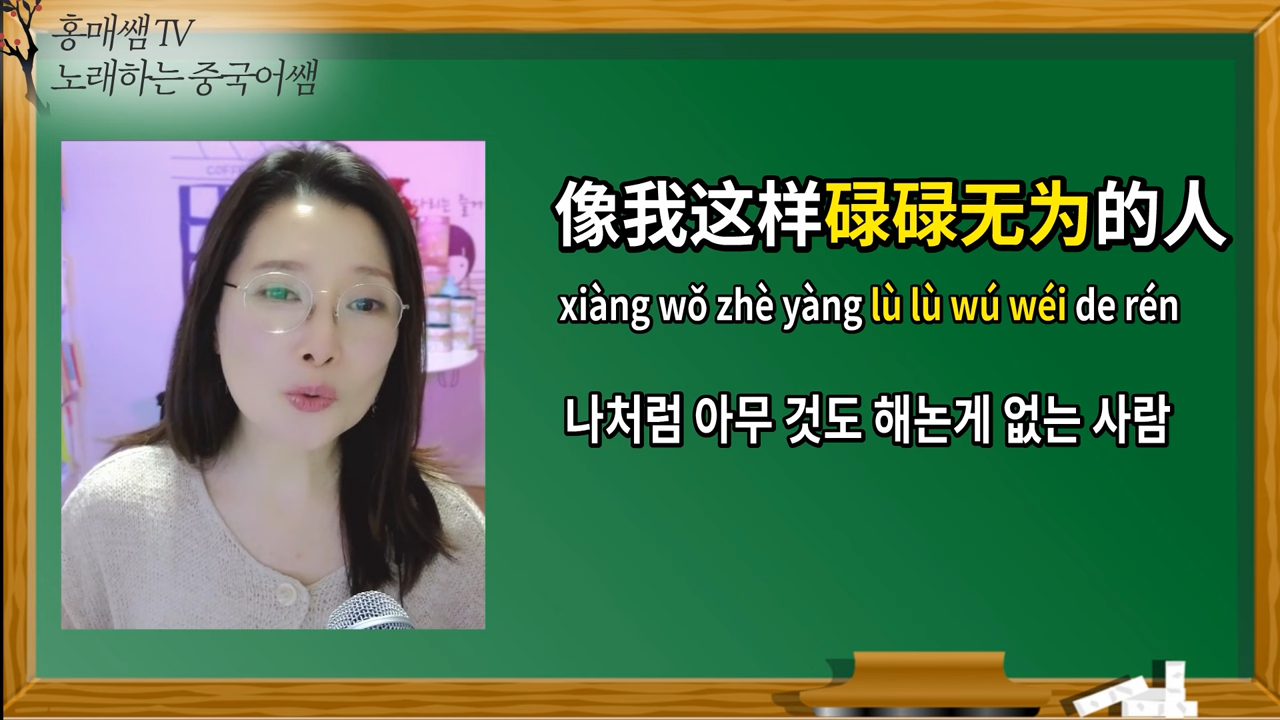 홍매쌤 TV
노래하는 중국어쌤
像我这样碌碌无为的人
xiàng wǒ zhè yàng lù lù wú wéi de rén
나처럼 아무 것도 해논게 없는 사람